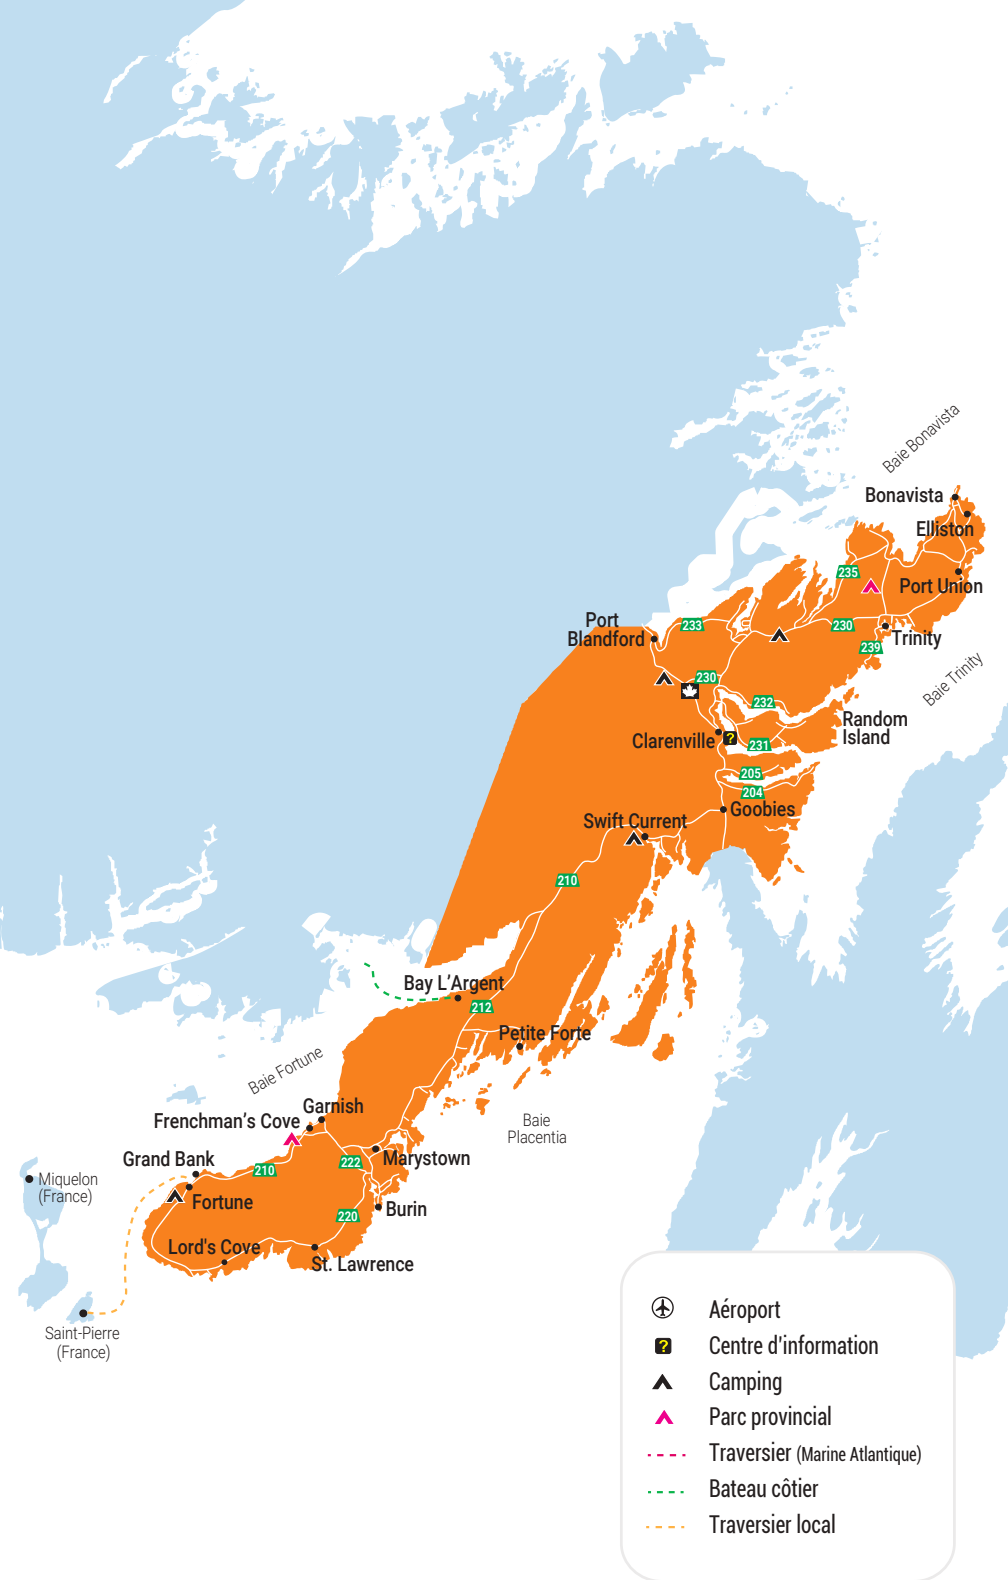 Baie Bonavista
Bonavista
Elliston
235
Port Union
Port
Blandford
233
230
Trinity
239
Baie Trinity
230
232
Random
Island
Clarenville
?
231
205
204
Goobies
Swift Current
210
Bay L'Argent
212
Petite Forte
Baie Fortune
Garnish
Frenchman's Cove
Baie
Placentia
Grand Bank
210
222
Marystown
Miquelon
(France)
Fortune
220
Burin
Lord's Cove
St. Lawrence
Saint-Pierre
(France)
Aéroport
? Centre d'information
Camping
Parc provincial
Traversier (Marine Atlantique)
Bateau côtier
Traversier local